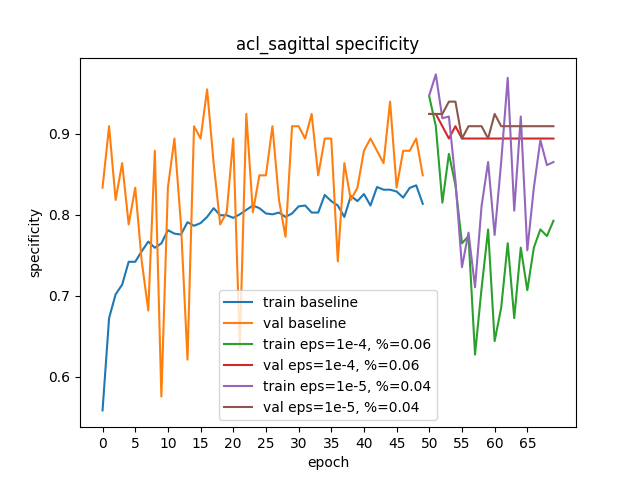 acl_sagittal specificity
specificity
0.9
0.8
0.7
0.6
train baseline
val baseline
train eps=1e-4, %=0.06
val eps=1e-4, %=0.06
train eps=1e-5, %=0.04
val eps=1e-5, %=0.04
0 5 10 15 20 25 30 35 40 45 50 55 60 65
epoch